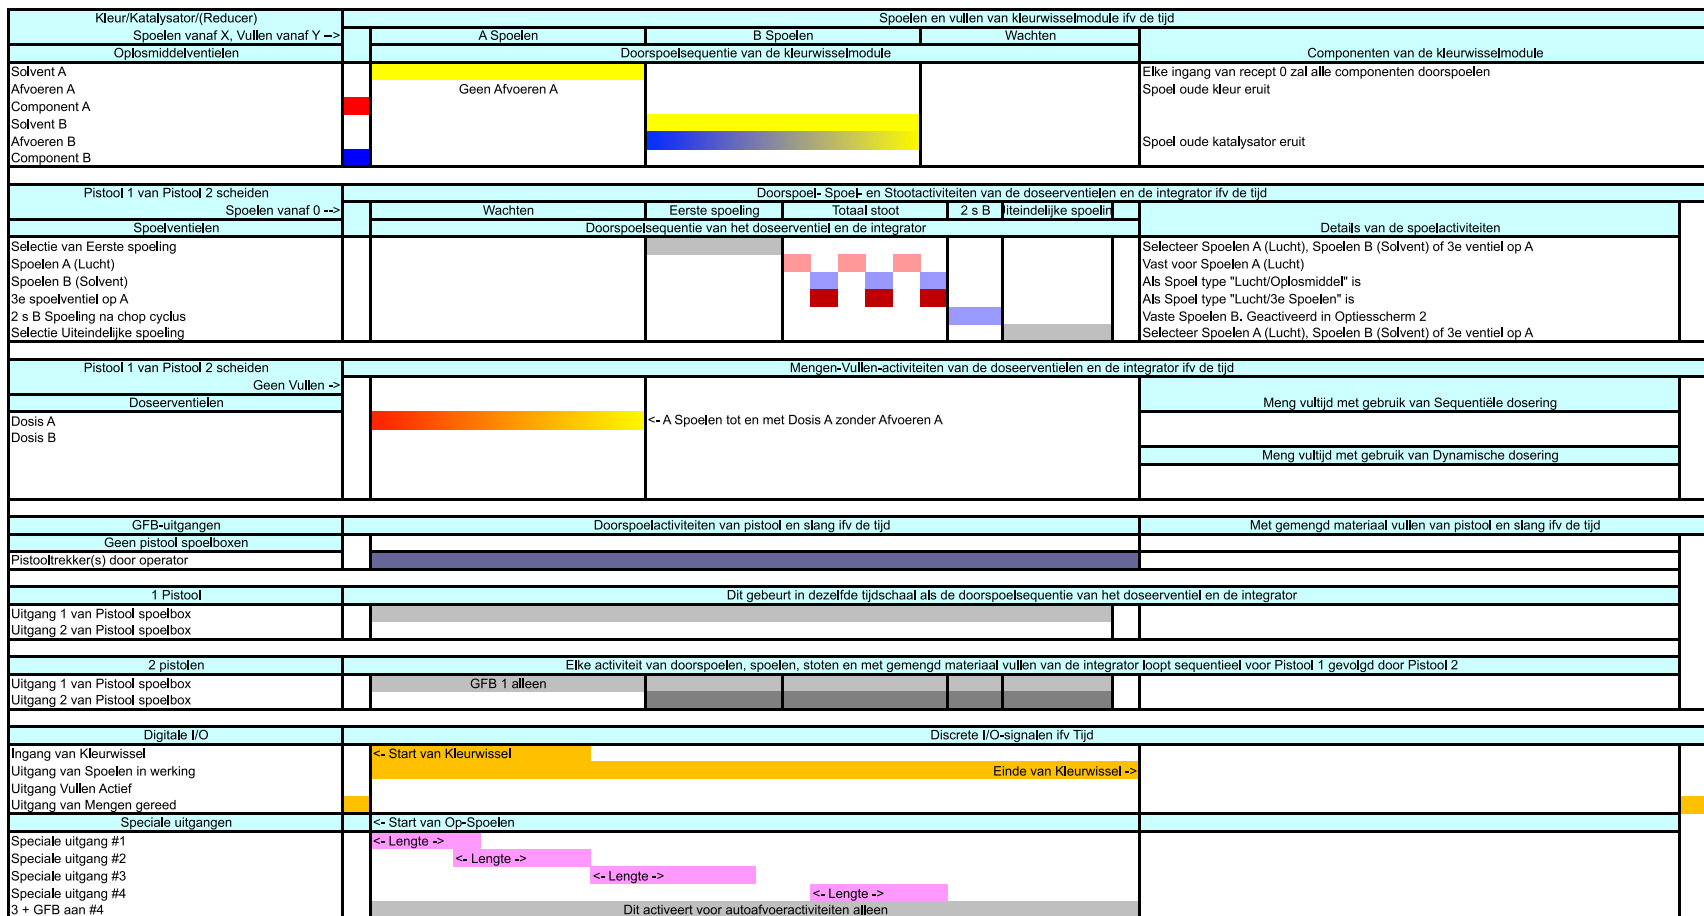 Kleur/Katalysator/(Reducer)
Spoelen en vullen van kleurwisselmodule ifv de tijd
Spoelen vanaf X, Vullen vanaf Y -->
A Spoelen
B Spoelen
Wachten
Oplosmiddelventielen
Doorspoelsequentie van de kleurwisselmodule
Componenten van de kleurwisselmodule
Solvent A
Elke ingang van recept 0 zal alle componenten doorspoelen
Afvoeren A
Geen Afvoeren A
Spoel oude kleur eruit
Component A
Solvent B
Afvoeren B
Spoel oude katalysator eruit
Component B
Pistool 1 van Pistool 2 scheiden
Doorspoel- Spoel- en Stootactiviteiten van de doseerventielen en de integrator ifv de tijd
Spoelen vanaf 0 -->
Wachten
Eerste spoeling
Totaal stoot
2 s B
Uiteindelijke spoelin
Spoelventielen
Doorspoelsequentie van het doseerventiel en de integrator
Details van de spoelactiviteiten
Selectie van Eerste spoeling
Selecteer Spoelen A (Lucht), Spoelen B (Solvent) of 3e ventiel op A
Spoelen A (Lucht)
Vast voor Spoelen A (Lucht)
Spoelen B (Solvent)
Als Spoel type "Lucht/Oplosmiddel" is
3e spoelventiel op A
Als Spoel type "Lucht/3e Spoelen" is
2 s B Spoeling na chop cyclus
Vaste Spoelen B. Geactiveerd in Optiesscherm 2
Selectie Uiteindelijke spoeling
Selecteer Spoelen A (Lucht), Spoelen B (Solvent) of 3e ventiel op A
Pistool 1 van Pistool 2 scheiden
Mengen-Vullen-activiteiten van de doseerventielen en de integrator ifv de tijd
Geen Vullen ->
Doseerventielen
Meng vultijd met gebruik van Sequentiële dosering
Dosis A
<- A Spoelen tot en met Dosis A zonder Afvoeren A
Dosis B
Meng vultijd met gebruik van Dynamische dosering
GFB-uitgangen
Doorspoelactiviteiten van pistool en slang ifv de tijd
Met gemengd materiaal vullen van pistool en slang ifv de tijd
Geen pistool spoelboxen
Pistooltrekker(s) door operator
1 Pistool
Dit gebeurt in dezelfde tijdschaal als de doorspoelsequentie van het doseerventiel en de integrator
Uitgang 1 van Pistool spoelbox
Uitgang 2 van Pistool spoelbox
2 pistolen
Elke activiteit van doorspoelen, spoelen, stoten en met gemengd materiaal vullen van de integrator loopt sequentieel voor Pistool 1 gevolgd door Pistool 2
Uitgang 1 van Pistool spoelbox
GFB 1 alleen
Uitgang 2 van Pistool spoelbox
Digitale I/O
Discrete I/O-signalen ifv Tijd
Ingang van Kleurwissel
<- Start van Kleurwissel
Uitgang van Spoelen in werking
Einde van Kleurwissel ->
Uitgang Vullen Actief
Uitgang van Mengen gereed
Speciale uitgangen
<- Start van Op-Spoelen
Speciale uitgang #1
<- Lengte ->
Speciale uitgang #2
<- Lengte ->
Speciale uitgang #3
<- Lengte ->
Speciale uitgang #4
<- Lengte ->
3 + GFB aan #4
Dit activeert voor autoafvoeractiviteiten alleen